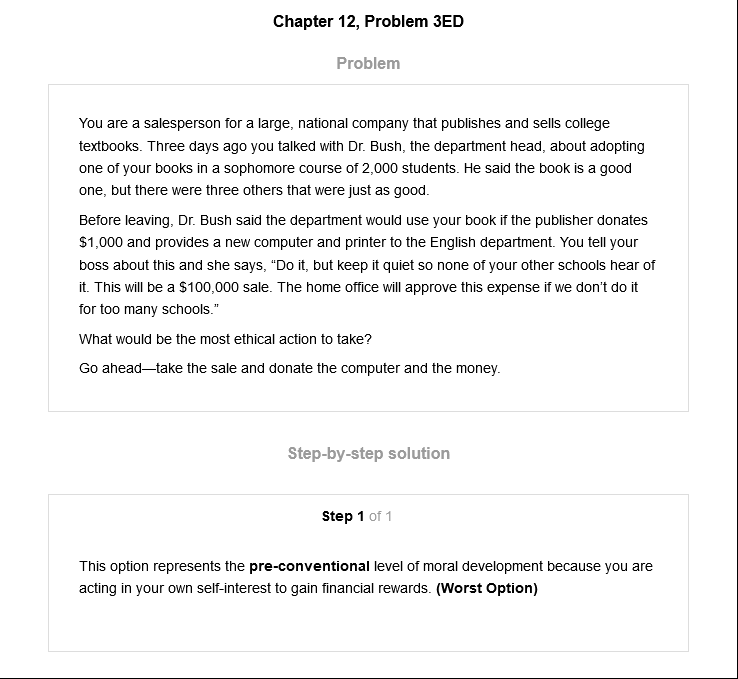 Chapter 12, Problem 3ED
Problem
You are a salesperson for a large, national company that publishes and sells college
textbooks. Three days ago you talked with Dr. Bush, the department head, about adopting
one of your books in a sophomore course of 2,000 students. He said the book is a good
one, but there were three others that were just as good.
Before leaving, Dr. Bush said the department would use your book if the publisher donates
$1,000 and provides a new computer and printer to the English department. You tell your
boss about this and she says, “Do it, but keep it quiet so none of your other schools hear of
it. This will be a $100,000 sale. The home office will approve this expense if we don’t do it
for too many schools.”
What would be the most ethical action to take?
Go ahead—take the sale and donate the computer and the money.
Step-by-step solution
Step 1 of 1
This option represents the pre-conventional level of moral development because you are
acting in your own self-interest to gain financial rewards. (Worst Option)